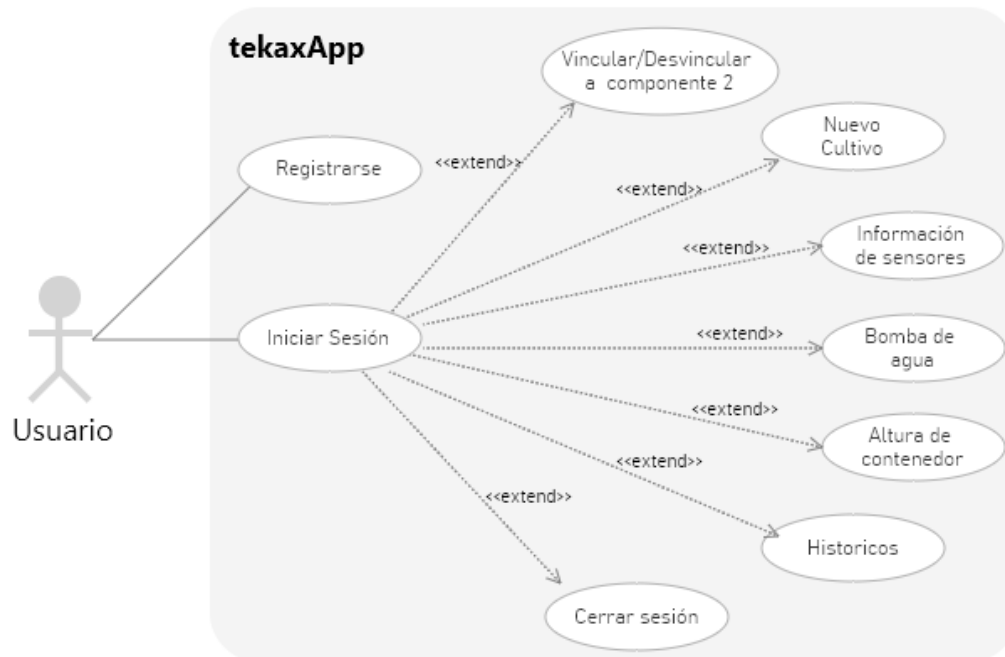 tekaxApp
Vincular/Desvincular
a componente 2
Nuevo
Cultivo
Registrarse
<<extend>>
<<extend>>
Información
de sensores
<<extend>>
Iniciar Sesión
<<extend>>
Bomba de
agua
Usuario
<<extend>>
Altura de
contenedor
<<extend>>
<<extend>>
Historicos
Cerrar sesión